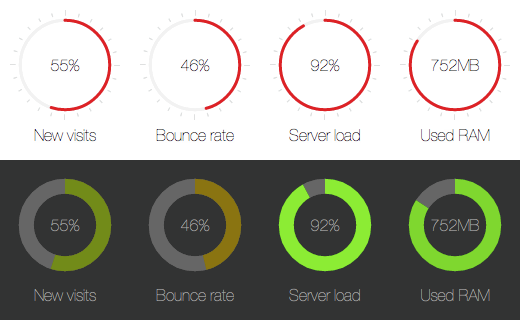 55% 46% 92% 752MB
New visits Bounce rate Server load Used RAM
55% 46% 92% 752MB
New visits Bounce rate Server load Used RAM